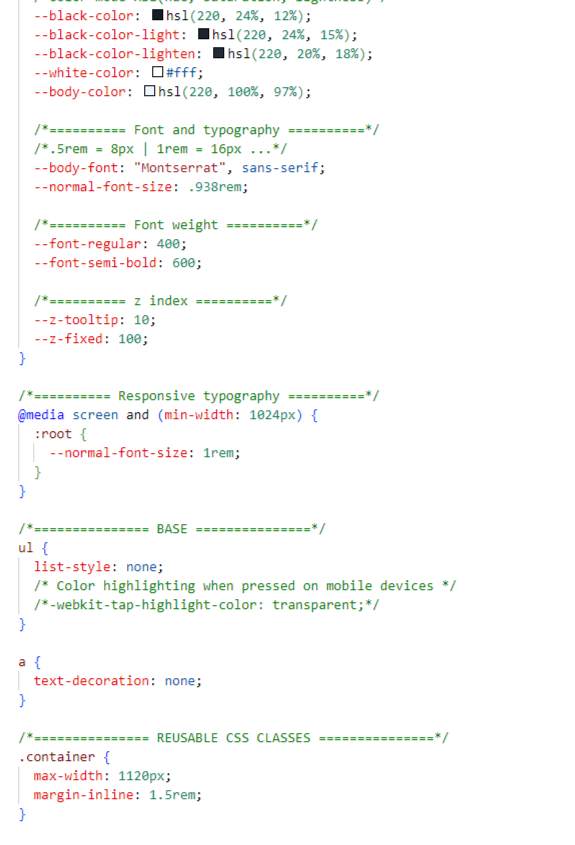 --black-color: hsl(220, 24%, 12%);
--black-color-light: hsl(220, 24%, 15%);
--black-color-lighten: hsl(220, 20%, 18%);
--white-color: #fff;
--body-color: hsl(220, 100%, 97%);
/*========== Font and typography ==========*/
/*.5rem = 8px | 1rem = 16px ...*/
--body-font: "Montserrat", sans-serif;
--normal-font-size: .938rem;
/*========== Font weight ==========*/
--font-regular: 400;
--font-semi-bold: 600;
/*========== z index ==========*/
--z-tooltip: 10;
--z-fixed: 100;
}
/*========== Responsive typography ==========*/
@media screen and (min-width: 1024px) {
:root {
--normal-font-size: 1rem;
}
}
/*=============== BASE ===============*/
ul {
list-style: none;
/* Color highlighting when pressed on mobile devices */
/*-webkit-tap-highlight-color: transparent;*/
}
a {
text-decoration: none;
}
/*=============== REUSABLE CSS CLASSES ===============*/
.container {
max-width: 1120px;
margin-inline: 1.5rem;
}